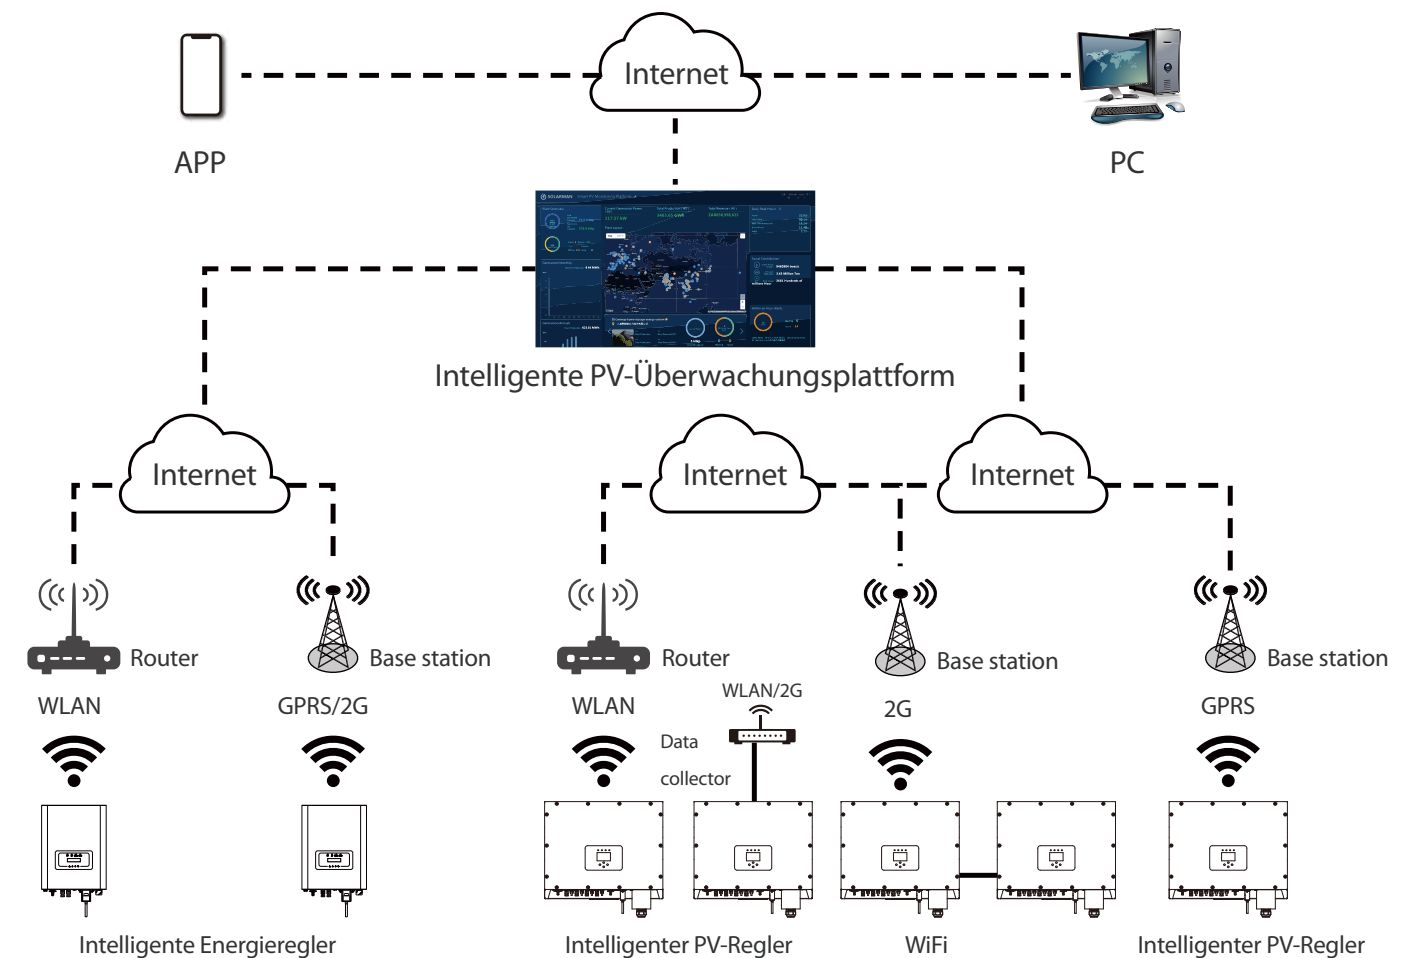 Internet
APP
PC
SOLARMAN
Intelligente PV-Überwachungsplattform
Internet
Internet
Internet
Router
Base station
Router
Base station
Base station
WLAN
GPRS/2G
WLAN
WLAN/2G
2G
GPRS
Data
collector
Intelligente Energieregler
Intelligenter PV-Regler
WiFi
Intelligenter PV-Regler